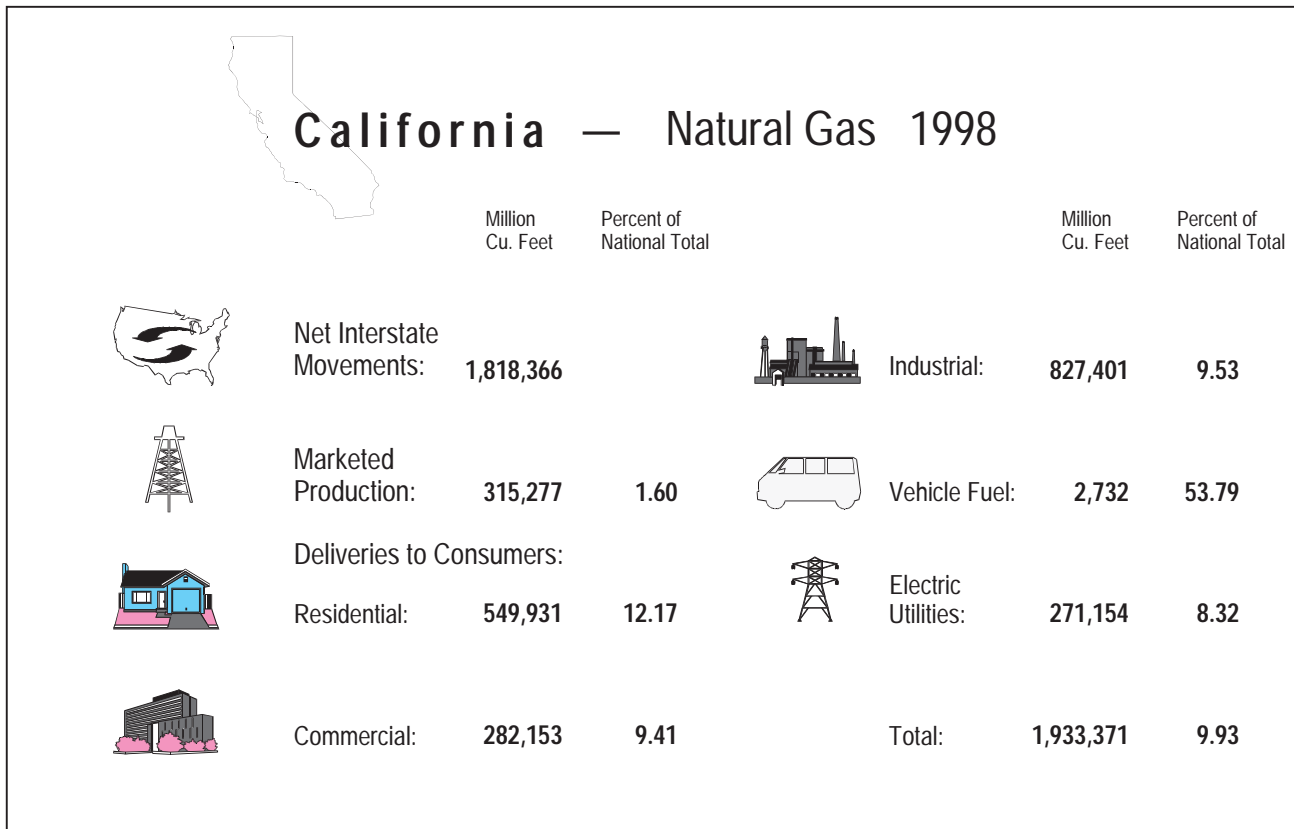 California — Natural Gas 1998
Million Cu. Feet
Percent of National Total
Million Cu. Feet
Percent of National Total
Net Interstate
Movements: 1,818,366
Marketed
Production: 315,277 1.60
Deliveries to Consumers:
Residential: 549,931 12.17
Commercial: 282,153 9.41
Industrial: 827,401 9.53
Vehicle Fuel: 2,732 53.79
Electric
Utilities: 271,154 8.32
Total: 1,933,371 9.93